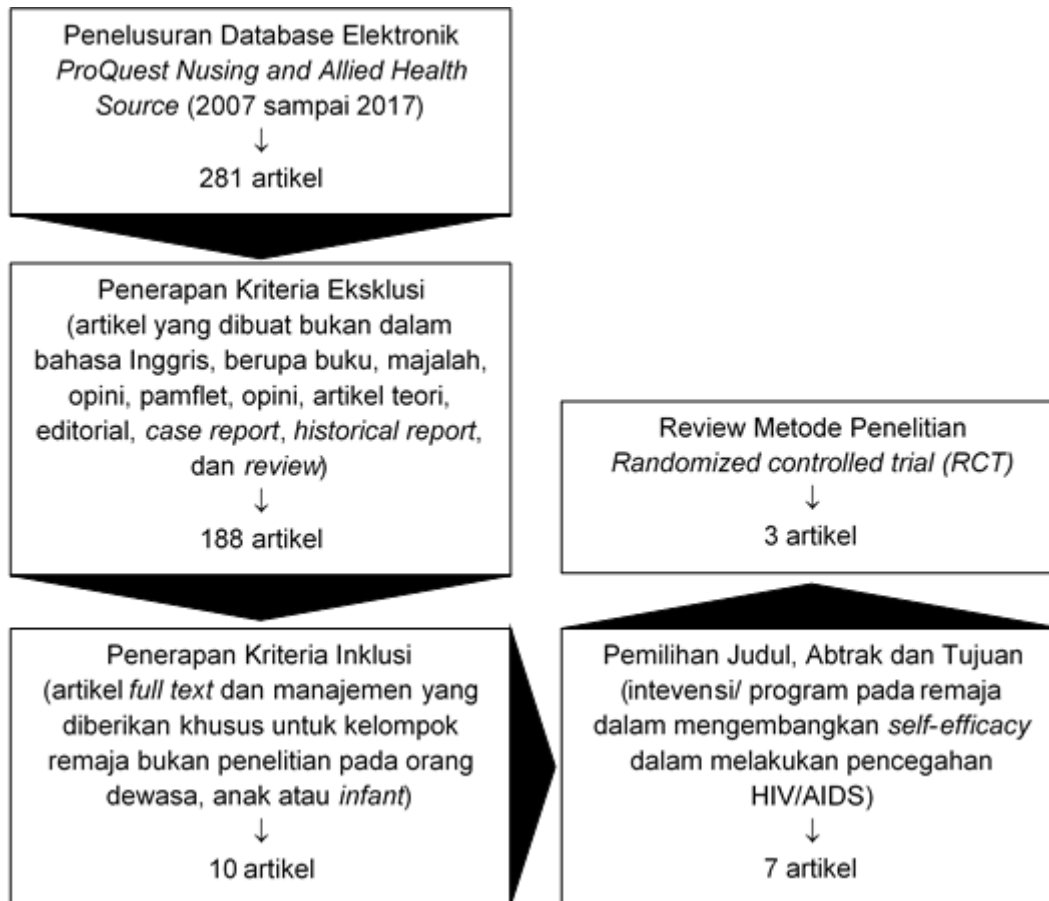 Penelusuran Database Elektronik
ProQuest Nusing and Allied Health
Source (2007 sampai 2017)
↓
281 artikel
Penerapan Kriteria Eksklusi
(artikel yang dibuat bukan dalam
bahasa Inggris, berupa buku, majalah,
opini, pamflet, opini, artikel teori,
editorial, case report, historical report,
dan review)
↓
188 artikel
Penerapan Kriteria Inklusi
(artikel full text dan manajemen yang
diberikan khusus untuk kelompok
remaja bukan penelitian pada orang
dewasa, anak atau infant)
↓
10 artikel
Pemilihan Judul, Abtrak dan Tujuan
(intevensi/ program pada remaja
dalam mengembangkan self-efficacy
dalam melakukan pencegahan
HIV/AIDS)
↓
7 artikel
Review Metode Penelitian
Randomized controlled trial (RCT)
↓
3 artikel